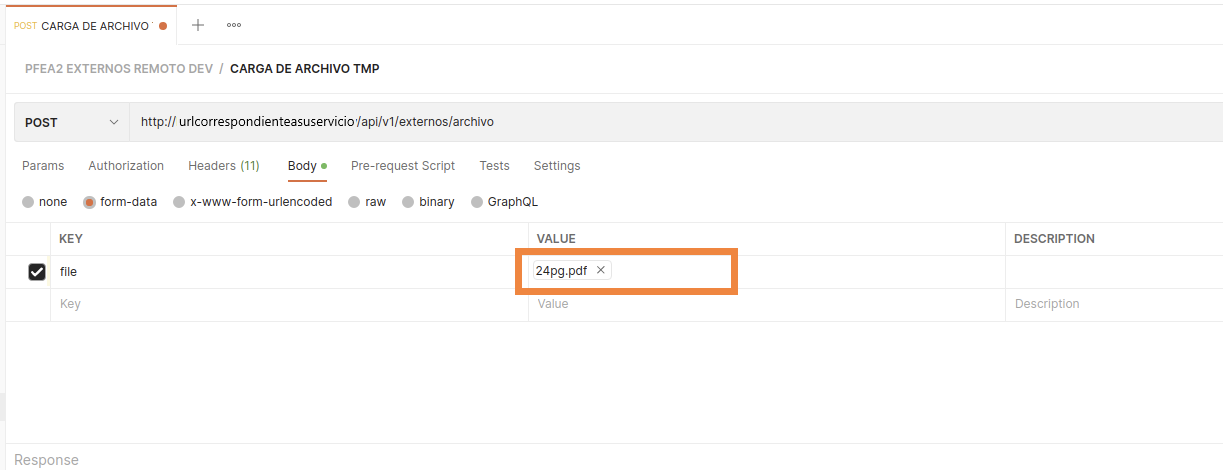 POST CARGA DE ARCHIVO
PFEA2 EXTERNOS REMOTO DEV / CARGA DE ARCHIVO TMP
POST http:// urlcorrespondienteasuservicio/api/v1/externos/archivo
Params Authorization Headers (11) Body Pre-request Script Tests Settings
none form-data x-www-form-urlencoded raw binary GraphQL
KEY VALUE DESCRIPTION
file 24pg.pdf
Key Value Description
Response